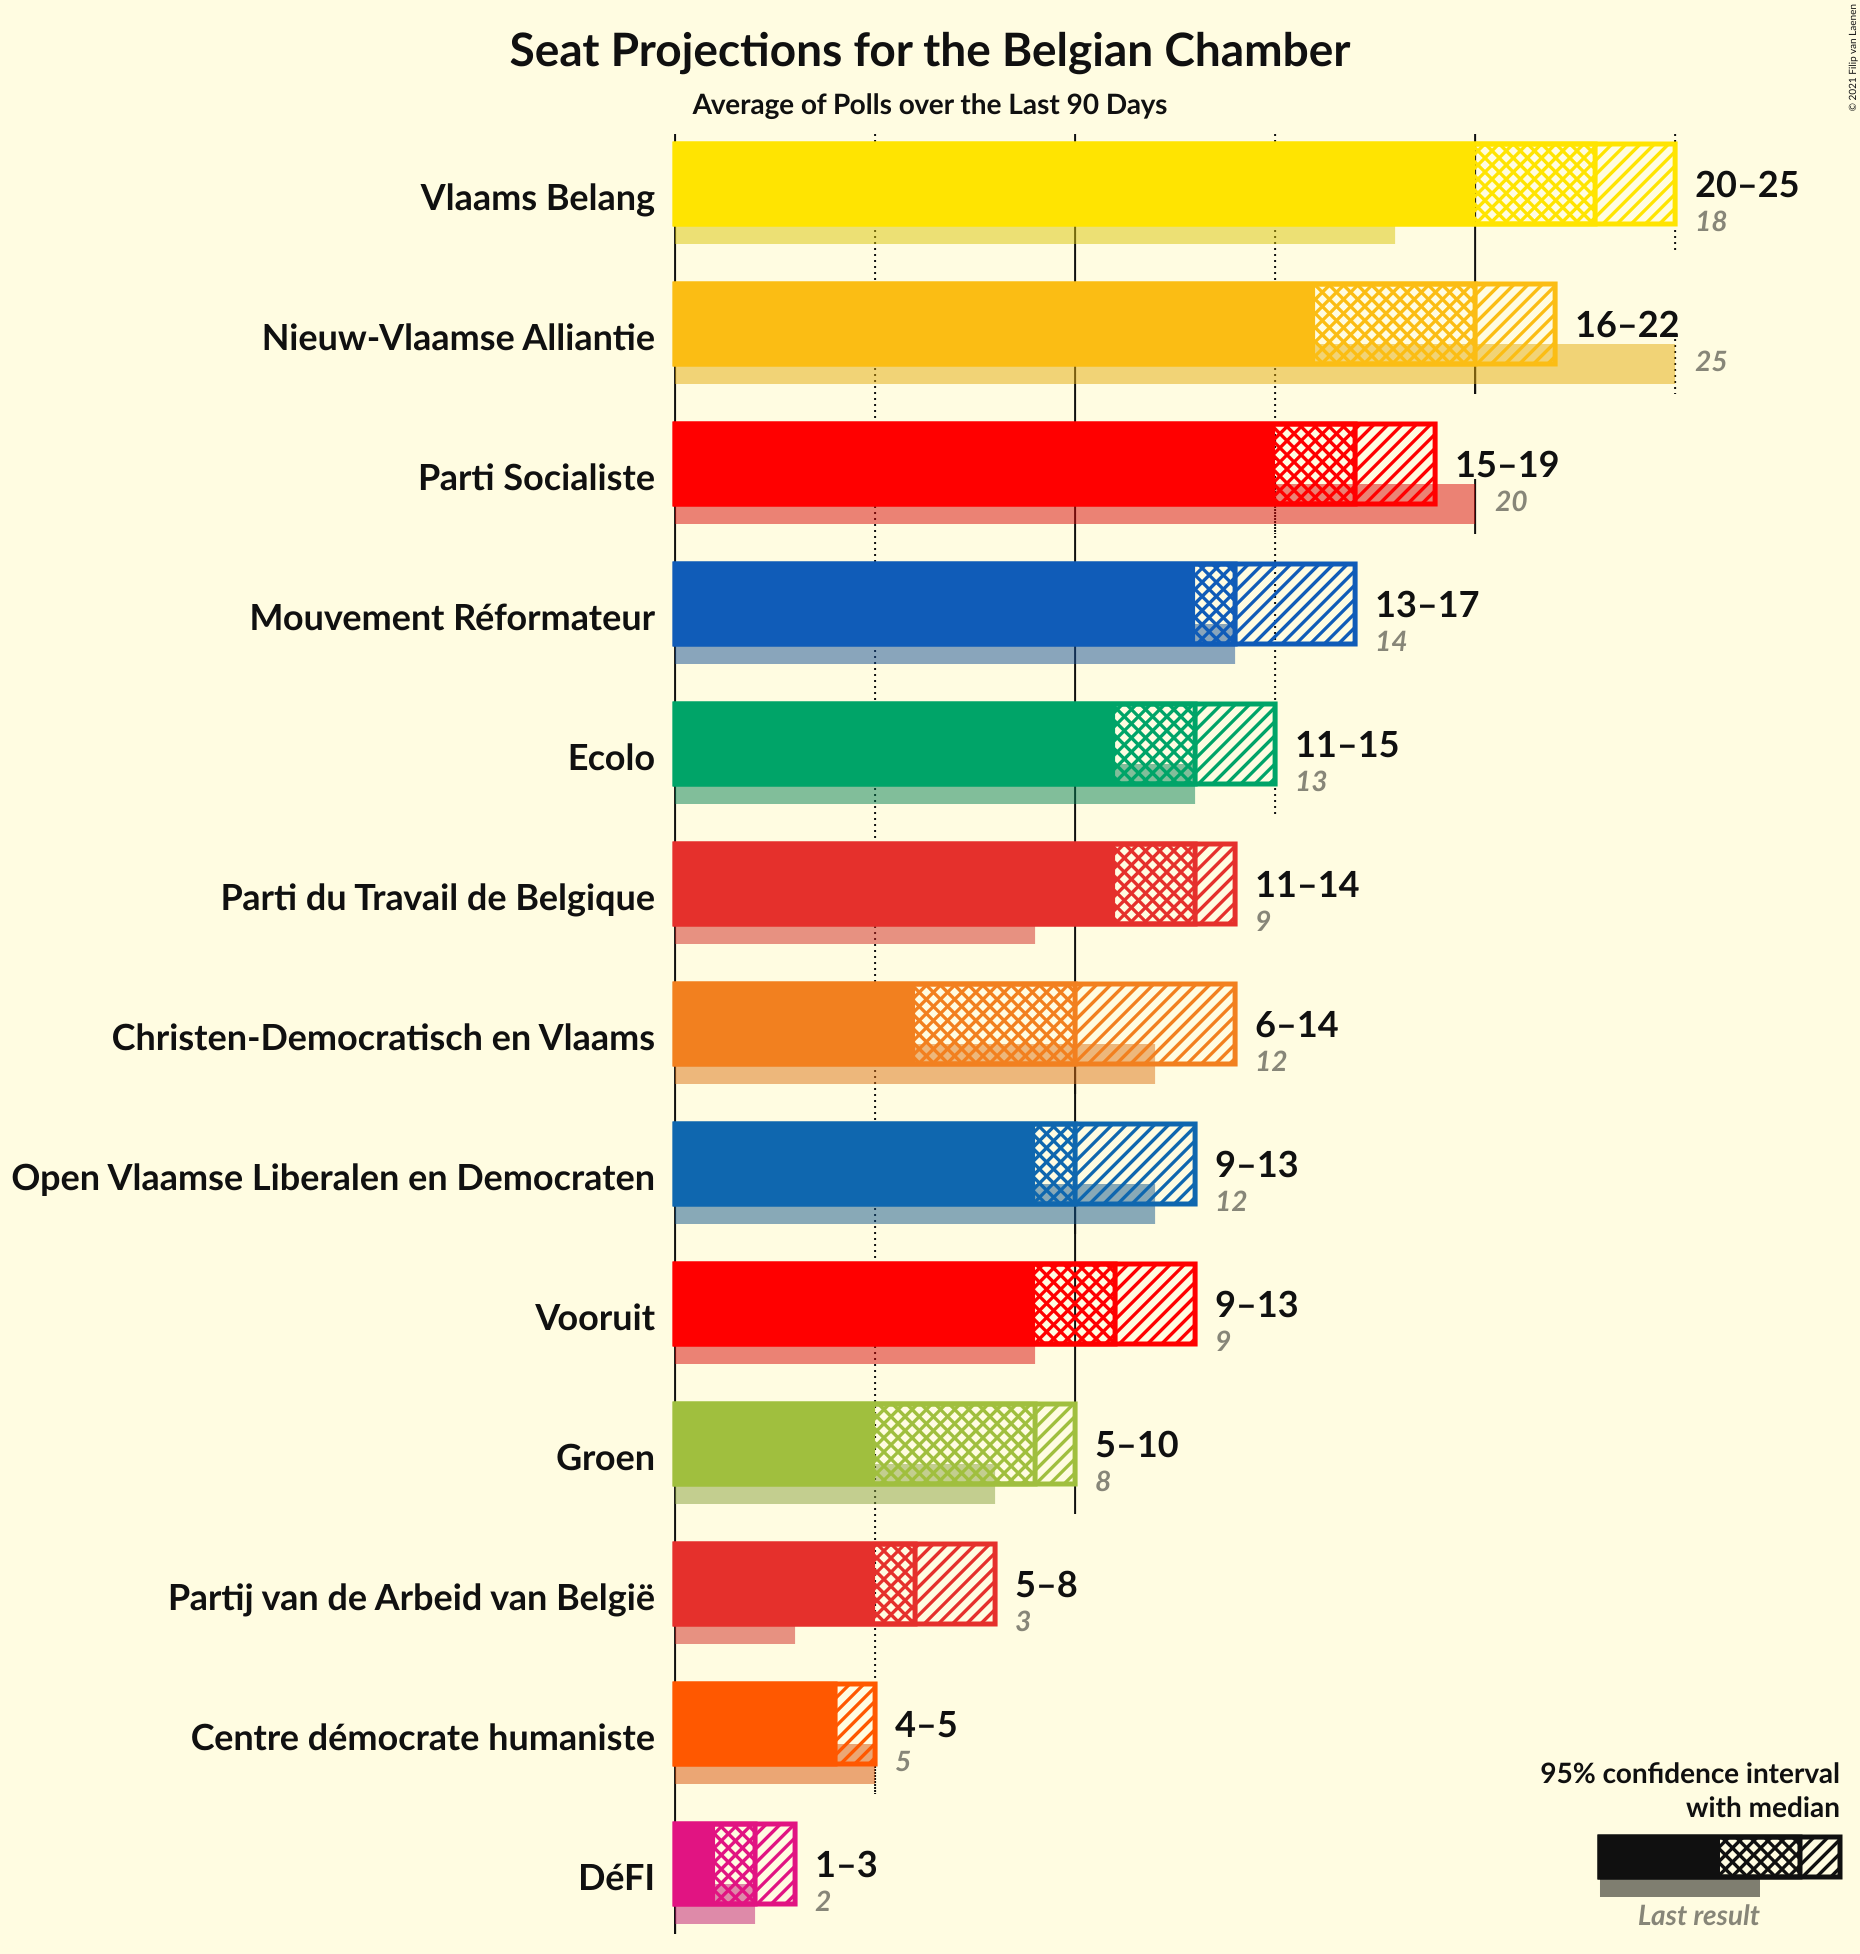 Seat Projections for the Belgian Chamber
Average of Polls over the Last 90 Days
© 2021 Filip van Laenen
Vlaams Belang
20–25
18
Nieuw-Vlaamse Alliantie
16–22
25
Parti Socialiste
15–19
20
Mouvement Réformateur
13–17
14
Ecolo
11–15
13
Parti du Travail de Belgique
11–14
9
Christen-Democratisch en Vlaams
6–14
12
Open Vlaamse Liberalen en Democraten
9–13
12
Vooruit
9–13
9
Groen
5–10
8
Partij van de Arbeid van België
5–8
3
Centre démocrate humaniste
4–5
5
DéFI
1–3
2
95% confidence interval
with median
Last result